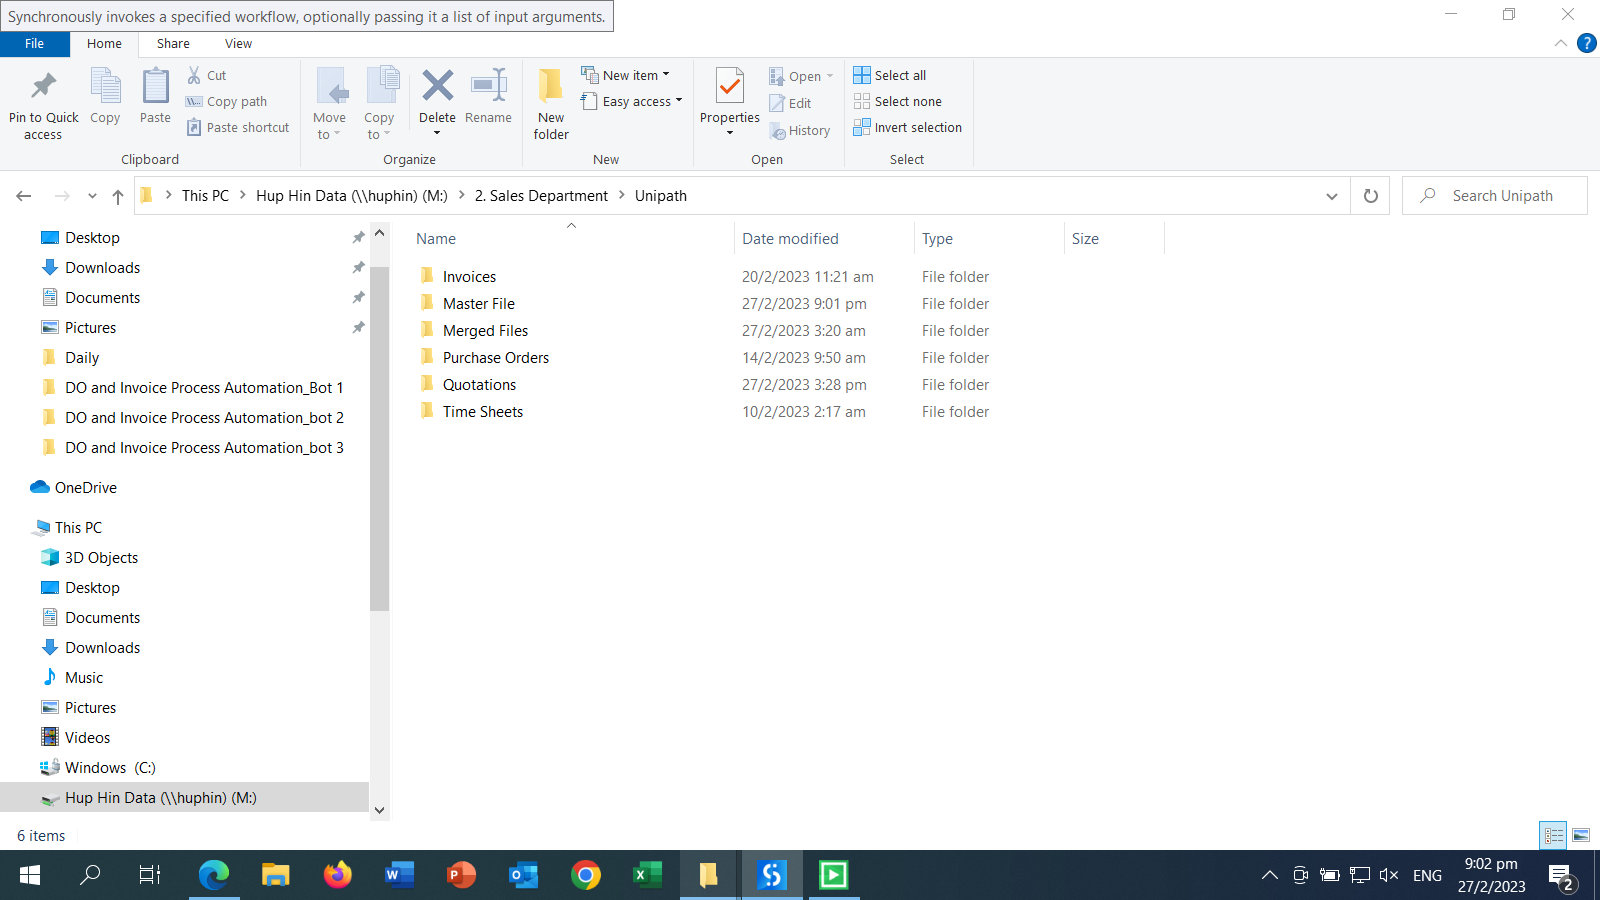 Synchronously invokes a specified workflow, optionally passing it a list of input arguments.
File Home Share View
Pin to Quick access
Copy
Paste
Cut
Copy path
Paste shortcut
Clipboard
Move to
Copy to
Delete
Rename
Organize
New folder
New item
Easy access
New
Properties
Open
Edit
History
Open
Select all
Select none
Invert selection
Select
This PC > Hup Hin Data (\\huphin) (M:) > 2. Sales Department > Unipath
Search Unipath
Desktop
Downloads
Documents
Pictures
Daily
DO and Invoice Process Automation_Bot 1
DO and Invoice Process Automation_bot 2
DO and Invoice Process Automation_bot 3
OneDrive
This PC
3D Objects
Desktop
Documents
Downloads
Music
Pictures
Videos
Windows (C:)
Hup Hin Data (\\huphin) (M:)
Name Date modified Type Size
Invoices 20/2/2023 11:21 am File folder
Master File 27/2/2023 9:01 pm File folder
Merged Files 27/2/2023 3:20 am File folder
Purchase Orders 14/2/2023 9:50 am File folder
Quotations 27/2/2023 3:28 pm File folder
Time Sheets 10/2/2023 2:17 am File folder
6 items
ENG
9:02 pm
27/2/2023
2